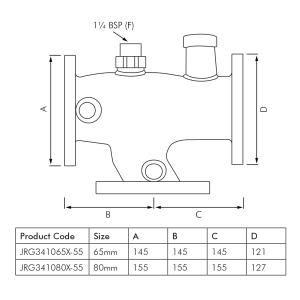 1¼ BSP (F)
A
D
B
C
Product Code Size A B C D
JRG341065X-55 65mm 145 145 145 121
JRG341080X-55 80mm 155 155 155 127